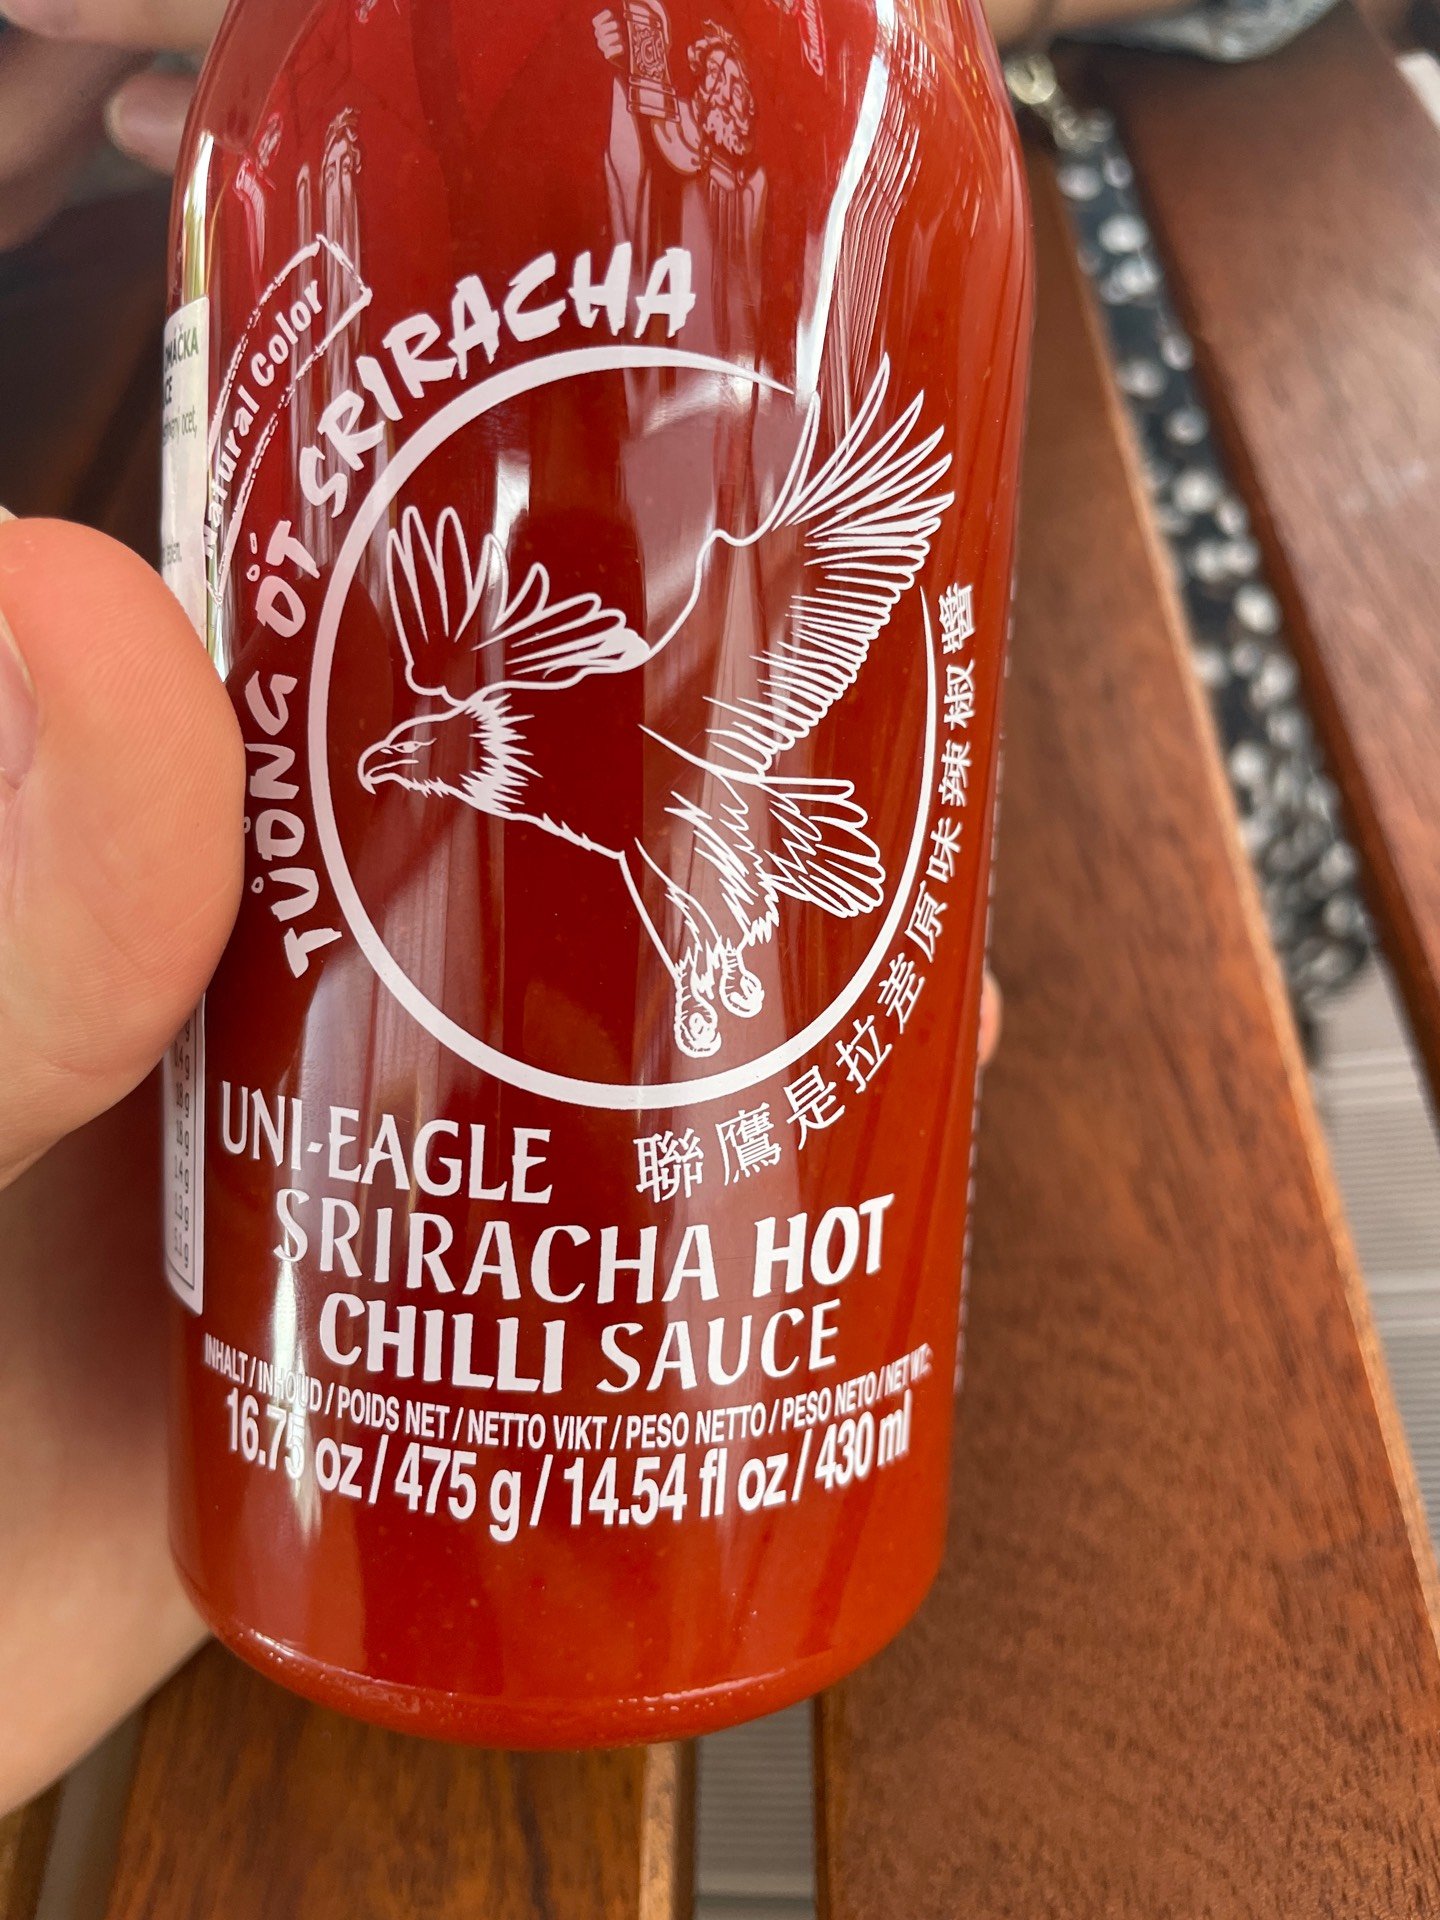 Natural Color
TƯƠNG ỚT SRIRACHA
聯鷹是拉差原味辣椒醬
UNI-EAGLE
SRIRACHA HOT
CHILLI SAUCE
INHALT / INHOUD / POIDS NET / NETTO VIKT / PESO NETTO / PESO NETO / NET WT.:
16.75 oz / 475 g / 14.54 fl oz / 430 ml